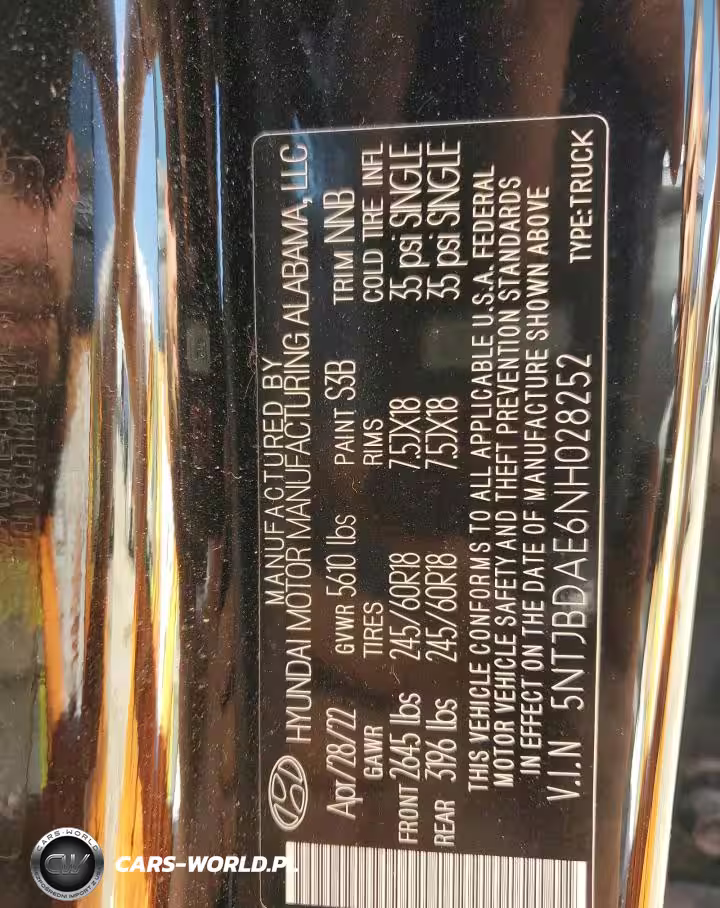 MANUFACTURED BY
HYUNDAI MOTOR MANUFACTURING ALABAMA, LLC
Apr/28/22 GVWR 5610 lbs PAINT S3B TRIM NNB
GAWR TIRES RIMS COLD TIRE INFL
FRONT 2645 lbs 245/60R18 7.5JX18 35 psi SINGLE
REAR 3196 lbs 245/60R18 7.5JX18 35 psi SINGLE
THIS VEHICLE CONFORMS TO ALL APPLICABLE U.S.A. FEDERAL
MOTOR VEHICLE SAFETY AND THEFT PREVENTION STANDARDS
IN EFFECT ON THE DATE OF MANUFACTURE SHOWN ABOVE
V.I.N 5NTJBDAE6NH028252 TYPE:TRUCK
CARS-WORLD
CW
CARS-WORLD.PL